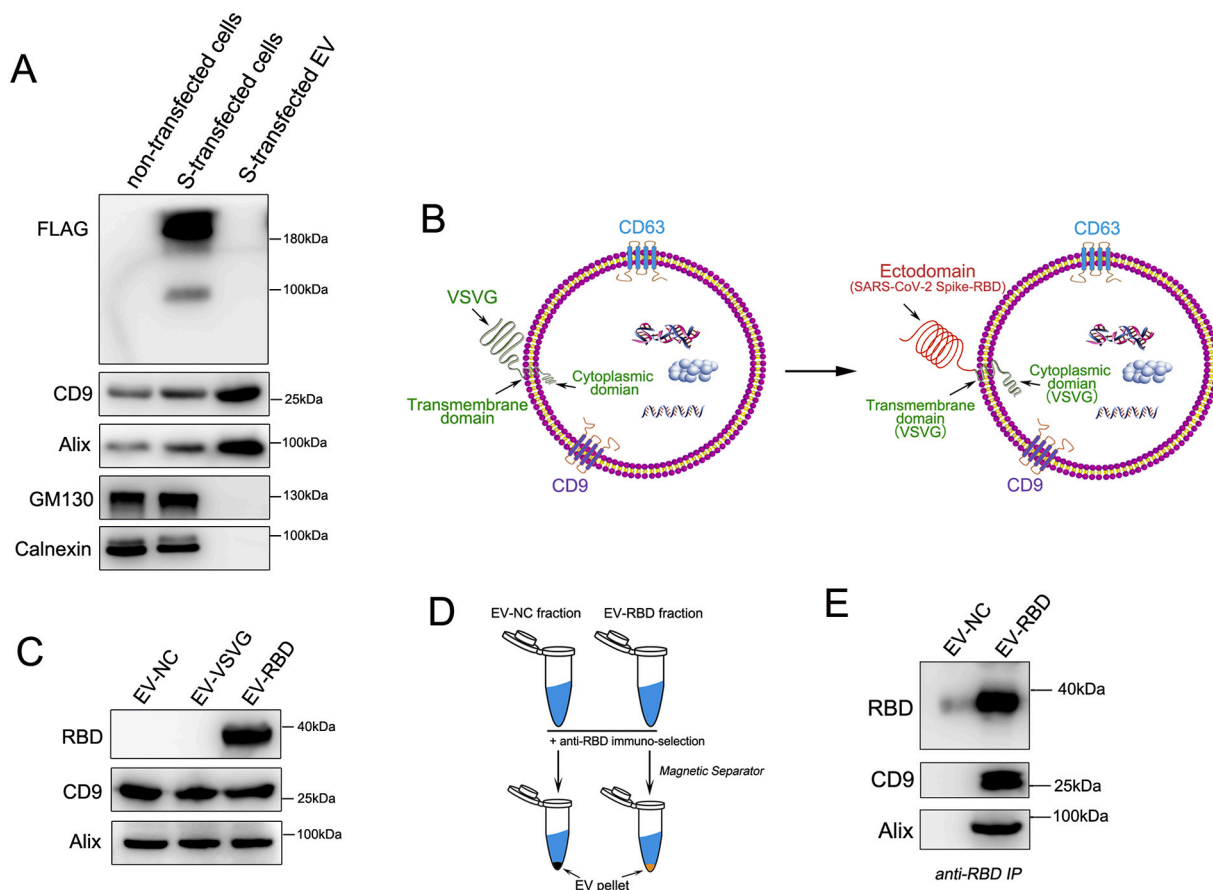 A
non-transfected cells
S-transfected cells
S-transfected EV
FLAG
180kDa
100kDa
CD9
25kDa
Alix
100kDa
GM130
130kDa
Calnexin
100kDa
B
CD63
VSVG
Cytoplasmic
domian
Transmembrane
domain
CD9
CD63
Ectodomain
(SARS-CoV-2 Spike-RBD)
Cytoplasmic
domian
(VSVG)
Transmembrane
domain
(VSVG)
CD9
C
EV-NC
EV-VSVG
EV-RBD
RBD
40kDa
CD9
25kDa
Alix
100kDa
D
EV-NC fraction
EV-RBD fraction
+ anti-RBD immuno-selection
Magnetic Separator
EV pellet
E
EV-NC
EV-RBD
RBD
40kDa
CD9
25kDa
Alix
100kDa
anti-RBD IP